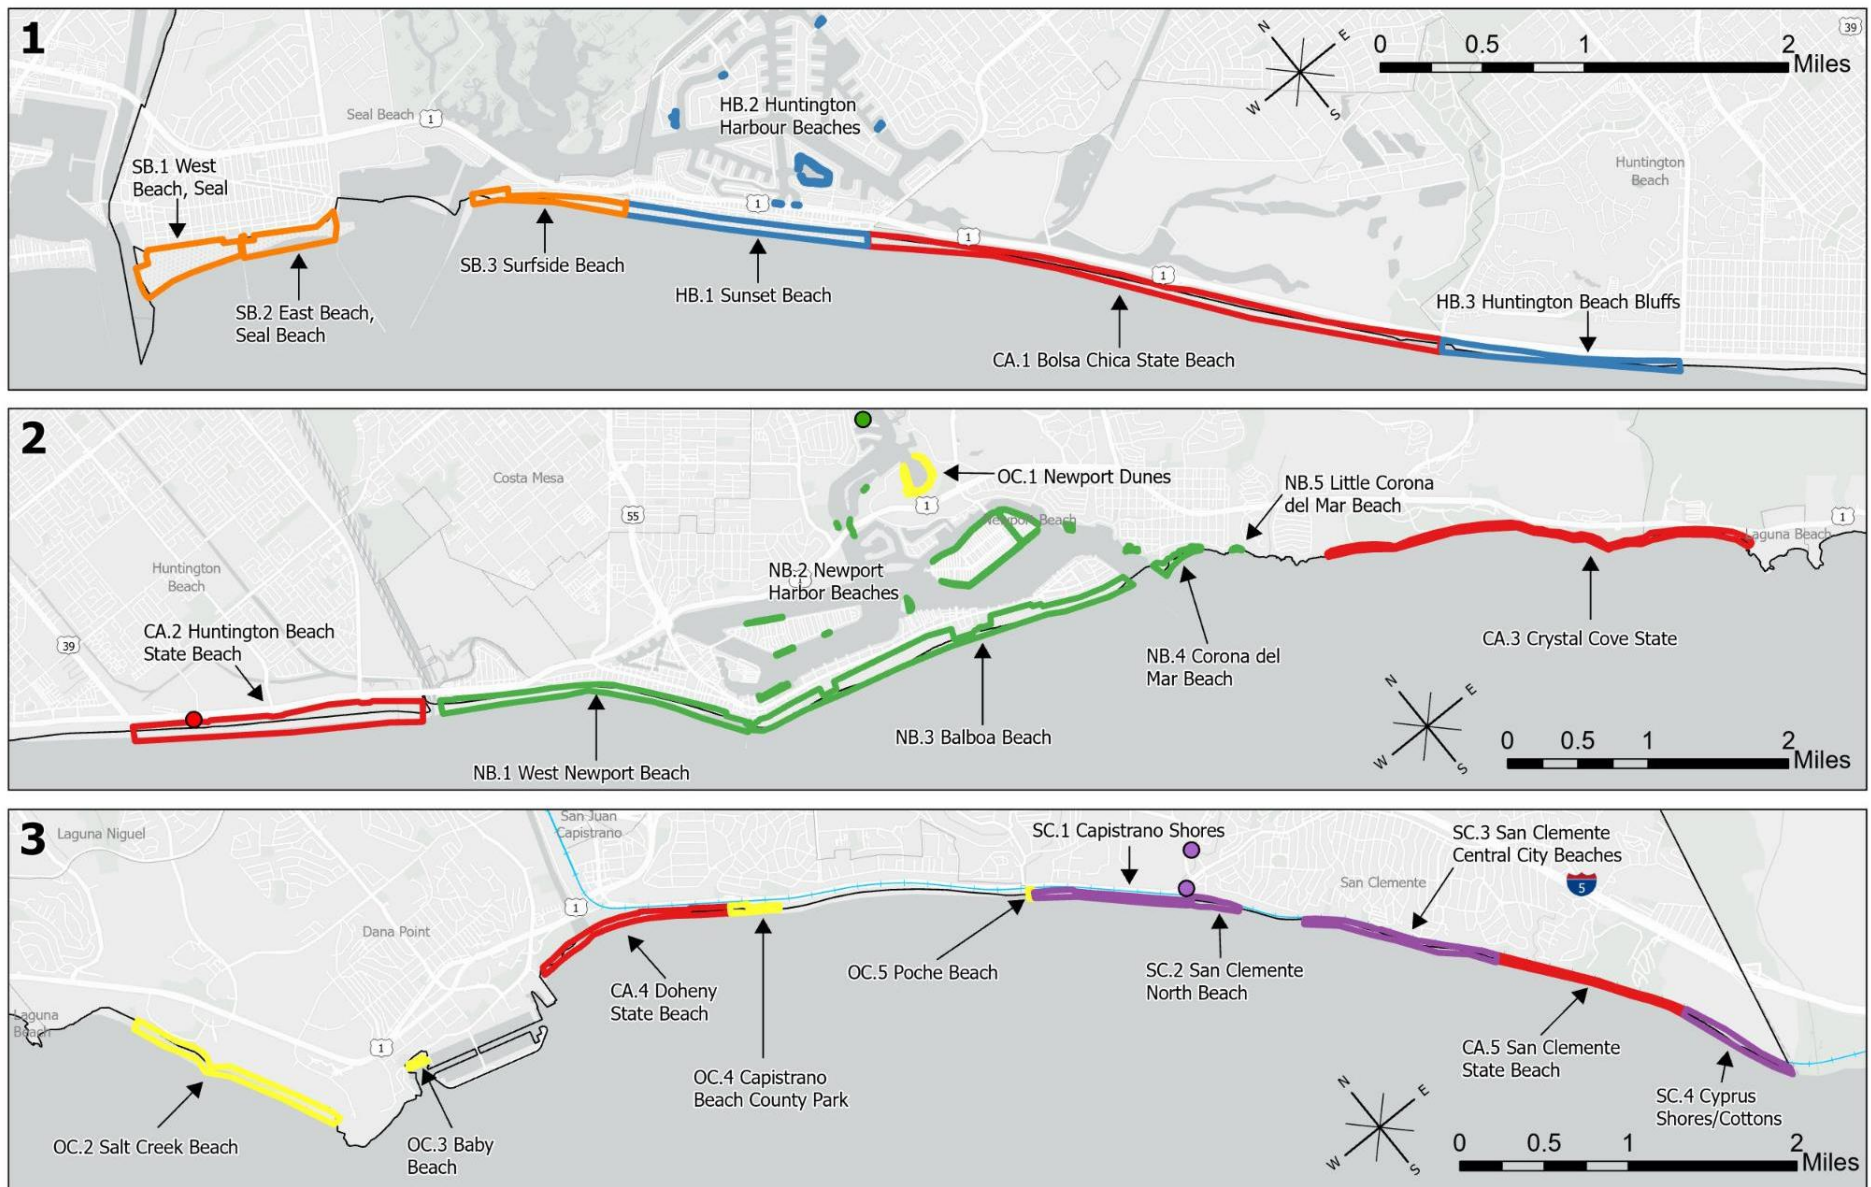 1
39
0 0.5 1 2
Miles
N
E
W
S
Seal Beach
1
HB.2 Huntington
Harbour Beaches
SB.1 West
Beach, Seal
Huntington
Beach
1
1
1
SB.3 Surfside Beach
HB.1 Sunset Beach
SB.2 East Beach,
Seal Beach
HB.3 Huntington Beach Bluffs
CA.1 Bolsa Chica State Beach
2
Costa Mesa
OC.1 Newport Dunes
NB.5 Little Corona
del Mar Beach
55
1
Newport Beach
1
Laguna Beach
Huntington
Beach
NB.2 Newport
Harbor Beaches
39
CA.2 Huntington Beach
State Beach
CA.3 Crystal Cove State
NB.4 Corona del
Mar Beach
NB.3 Balboa Beach
NB.1 West Newport Beach
N
E
W
S
0 0.5 1 2
Miles
3
Laguna Niguel
San Juan
Capistrano
SC.1 Capistrano Shores
SC.3 San Clemente
Central City Beaches
San Clemente
5
1
Dana Point
OC.5 Poche Beach
SC.2 San Clemente
North Beach
CA.4 Doheny
State Beach
Laguna
Beach
1
CA.5 San Clemente
State Beach
OC.4 Capistrano
Beach County Park
SC.4 Cyprus
Shores/Cottons
OC.2 Salt Creek Beach
OC.3 Baby
Beach
N
E
W
S
0 0.5 1 2
Miles